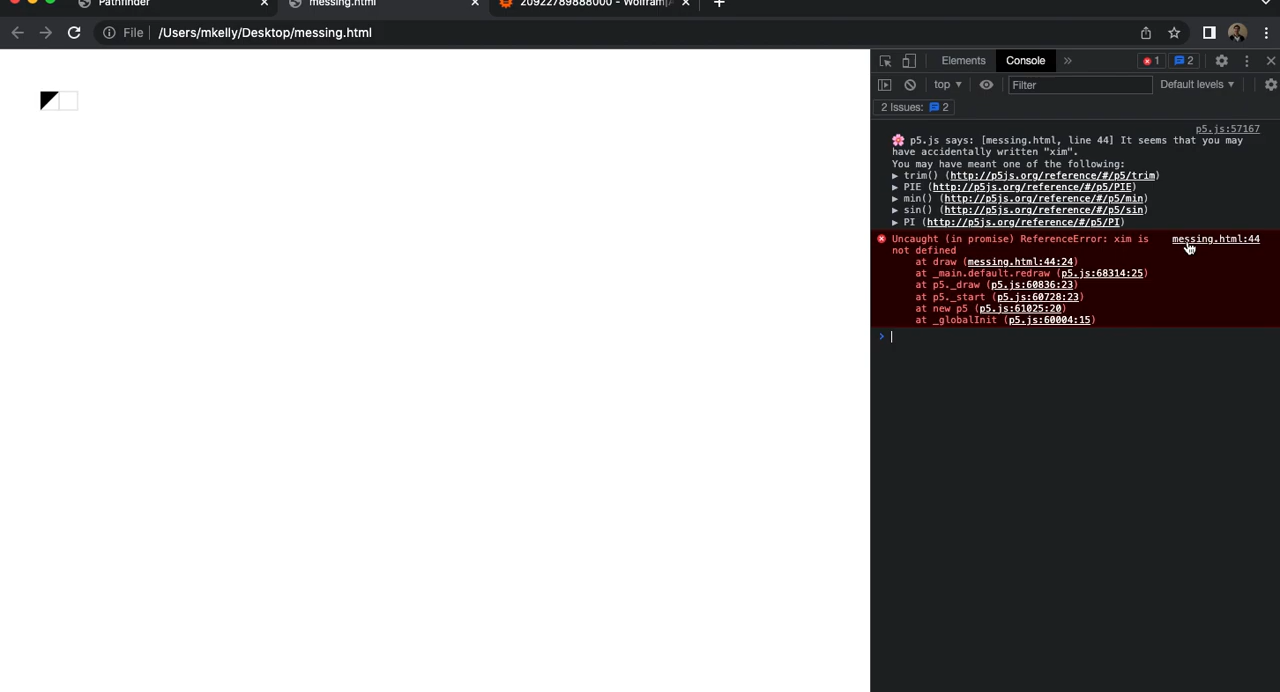 Pathfinder
messing.html
20922789888000 - Wolfram|A
File
/Users/mkelly/Desktop/messing.html
Elements
Console
»
1
2
top ▼
Filter
Default levels ▼
2 Issues: 2
p5.js:57167
🌸 p5.js says: [messing.html, line 44] It seems that you may
have accidentally written "xim".
You may have meant one of the following:
▶ trim() (http://p5js.org/reference/#/p5/trim)
▶ PIE (http://p5js.org/reference/#/p5/PIE)
▶ min() (http://p5js.org/reference/#/p5/min)
▶ sin() (http://p5js.org/reference/#/p5/sin)
▶ PI (http://p5js.org/reference/#/p5/PI)
Uncaught (in promise) ReferenceError: xim is messing.html:44
not defined
at draw (messing.html:44:24)
at _main.default.redraw (p5.js:68314:25)
at p5._draw (p5.js:60836:23)
at p5._start (p5.js:60728:23)
at new p5 (p5.js:61025:20)
at _globalInit (p5.js:60004:15)